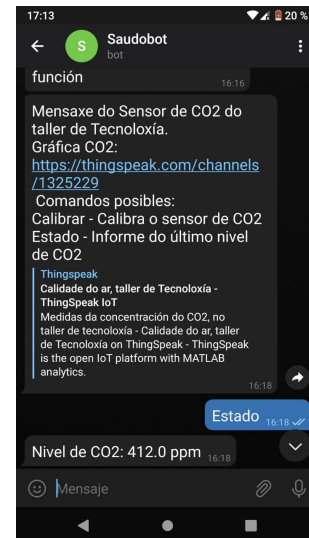 17:13
20 %
S
Saudobot
bot
función
16:16
Mensaxe do Sensor de CO2 do
taller de Tecnoloxía.
Gráfica CO2:
https://thingspeak.com/channels
/1325229
Comandos posibles:
Calibrar - Calibra o sensor de CO2
Estado - Informe do último nivel
de CO2
Thingspeak
Calidade do ar, taller de Tecnoloxía -
ThingSpeak IoT
Medidas da concentración do CO2, no
taller de tecnoloxía - Calidade do ar, taller
de Tecnoloxía on ThingSpeak - ThingSpeak
is the open IoT platform with MATLAB
analytics.
16:18
Estado 16:18
Nivel de CO2: 412.0 ppm 16:18
Mensaje